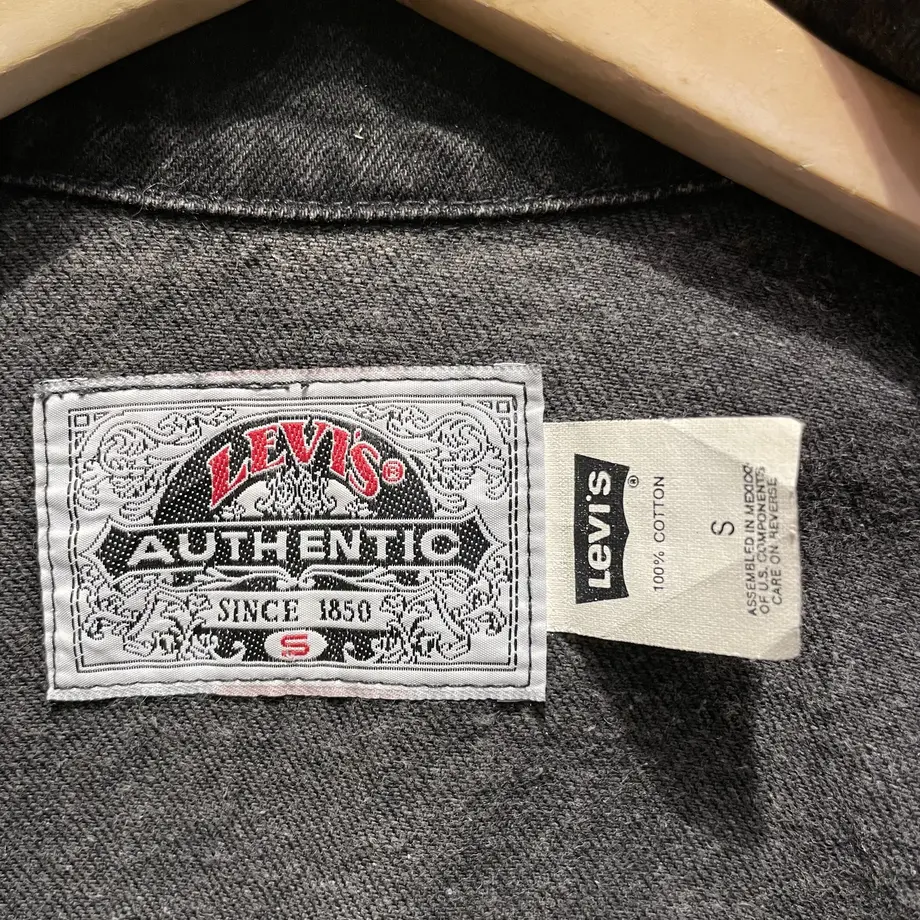 LEVI'S®
AUTHENTIC
SINCE 1850
S
Levi's®
100% COTTON
S
ASSEMBLED IN MEXICO
OF U.S. COMPONENTS
CARE ON REVERSE